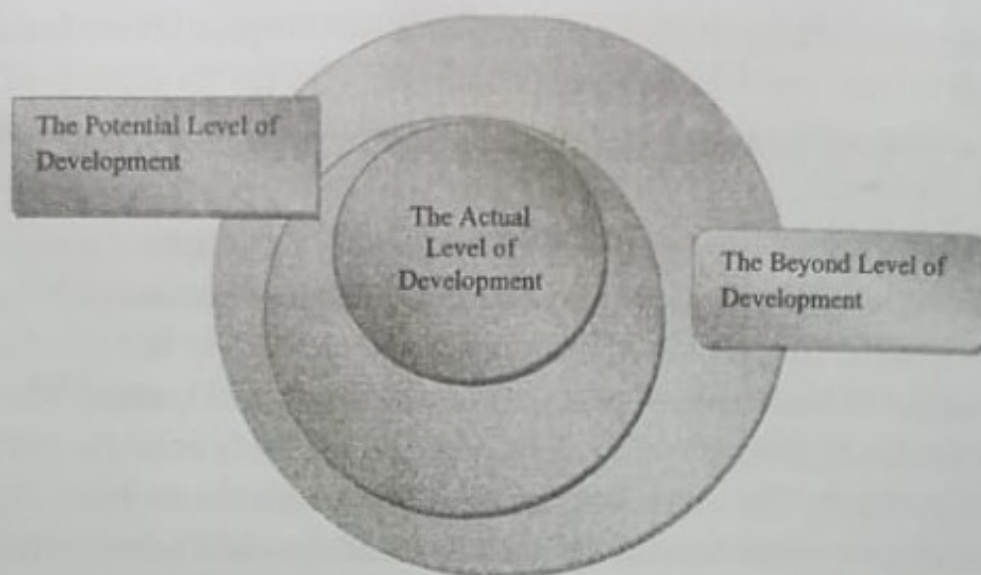 The Potential Level of
Development
The Actual
Level of
Development
The Beyond Level of
Development